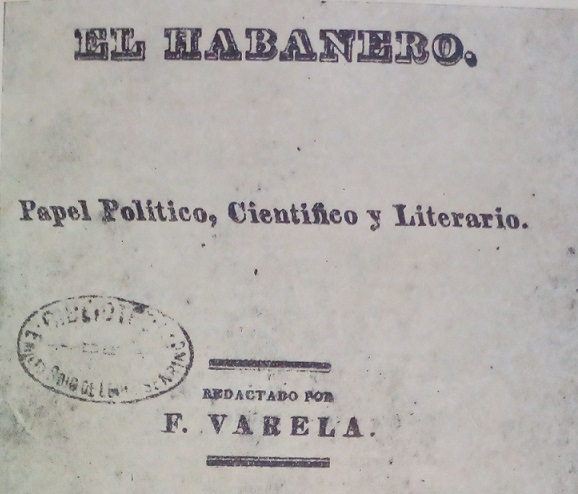 EL HABANERO.
Papel Político, Científico y Literario.
REDACTADO POR
F. VARELA.